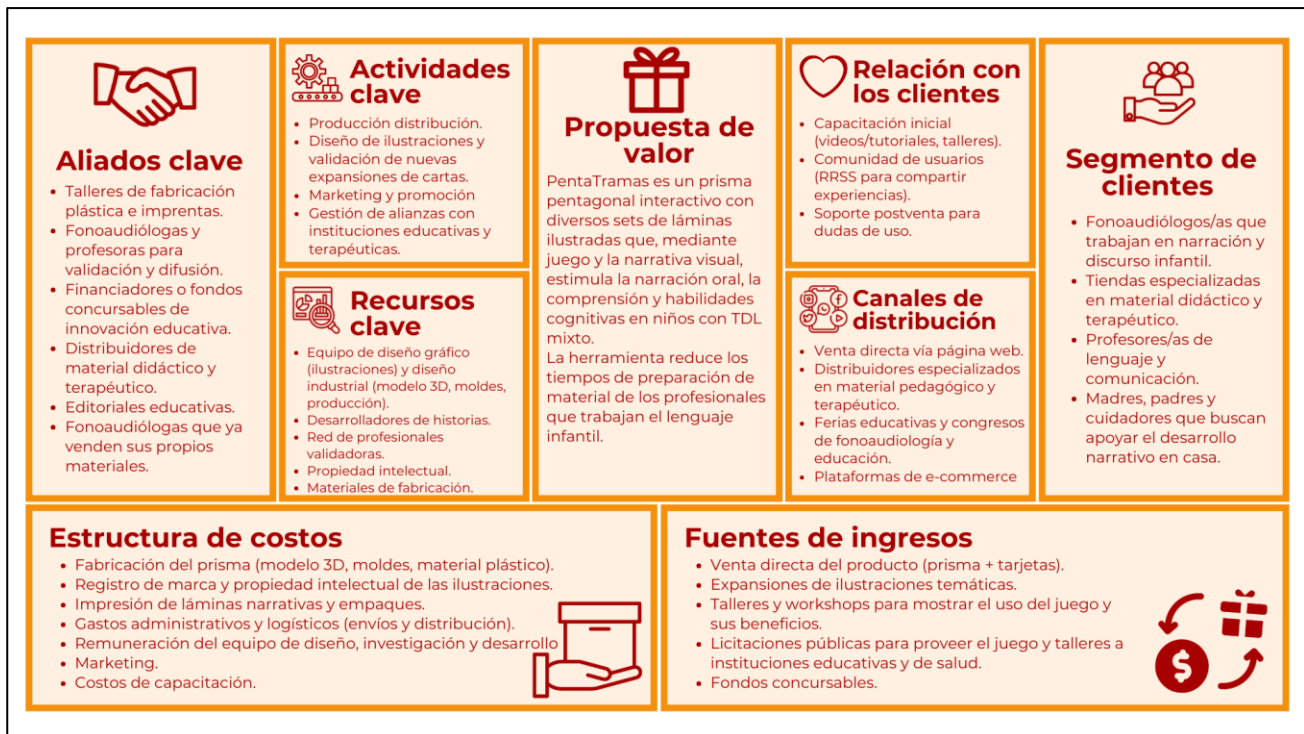 Aliados clave
• Talleres de fabricación
plástica e imprentas.
• Fonoaudiólogas y
profesoras para
validación y difusión.
• Financiadores o fondos
concursables de
innovación educativa.
• Distribuidores de
material didáctico y
terapéutico.
• Editoriales educativas.
• Fonoaudiólogas que ya
venden sus propios
materiales.
Actividades
clave
• Producción distribución.
• Diseño de ilustraciones y
validación de nuevas
expansiones de cartas.
• Marketing y promoción
• Gestión de alianzas con
instituciones educativas y
terapéuticas.
Recursos
clave
• Equipo de diseño gráfico
(ilustraciones) y diseño
industrial (modelo 3D, moldes,
producción).
• Desarrolladores de historias.
• Red de profesionales
validadoras.
• Propiedad intelectual.
• Materiales de fabricación.
Propuesta de
valor
PentaTramas es un prisma
pentagonal interactivo con
diversos sets de láminas
ilustradas que, mediante
juego y la narrativa visual,
estimula la narración oral, la
comprensión y habilidades
cognitivas en niños con TDL
mixto.
La herramienta reduce los
tiempos de preparación de
material de los profesionales
que trabajan el lenguaje
infantil.
Relación con
los clientes
• Capacitación inicial
(videos/tutoriales, talleres).
• Comunidad de usuarios
(RRSS para compartir
experiencias).
• Soporte postventa para
dudas de uso.
Canales de
distribución
• Venta directa vía página web.
• Distribuidores especializados
en material pedagógico y
terapéutico.
• Ferias educativas y congresos
de fonoaudiología y
educación.
• Plataformas de e-commerce
Segmento de
clientes
• Fonoaudiólogos/as que
trabajan en narración y
discurso infantil.
• Tiendas especializadas
en material didáctico y
terapéutico.
• Profesores/as de
lenguaje y
comunicación.
• Madres, padres y
cuidadores que buscan
apoyar el desarrollo
narrativo en casa.
Estructura de costos
• Fabricación del prisma (modelo 3D, moldes, material plástico).
• Registro de marca y propiedad intelectual de las ilustraciones.
• Impresión de láminas narrativas y empaques.
• Gastos administrativos y logísticos (envíos y distribución).
• Remuneración del equipo de diseño, investigación y desarrollo
• Marketing.
• Costos de capacitación.
Fuentes de ingresos
• Venta directa del producto (prisma + tarjetas).
• Expansiones de ilustraciones temáticas.
• Talleres y workshops para mostrar el uso del juego y
sus beneficios.
• Licitaciones públicas para proveer el juego y talleres a
instituciones educativas y de salud.
• Fondos concursables.
$